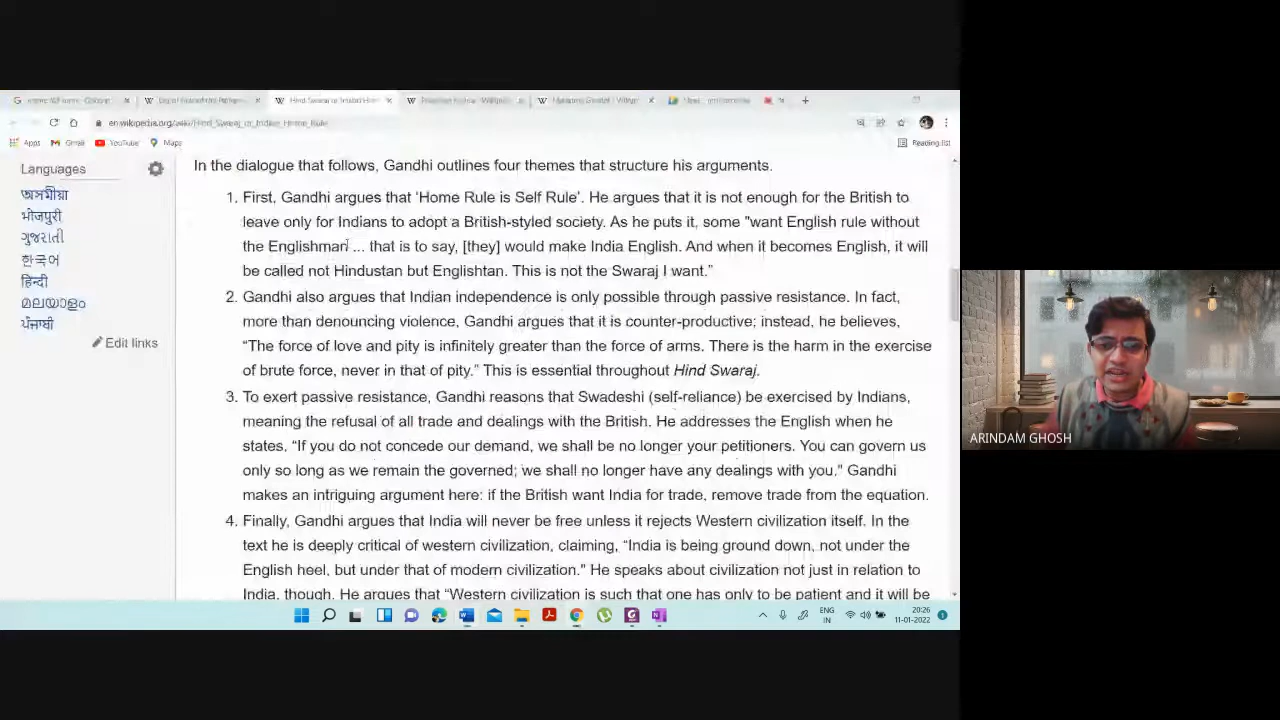 en.wikipedia.org/wiki/Hind_Swaraj_or_Indian_Home_Rule
Apps Gmail YouTube Maps Reading list
Languages
অসমীয়া
भोजपुरी
ગુજરાતી
한국어
हिन्दी
മലയാളം
ਪੰਜਾਬੀ
Edit links
In the dialogue that follows, Gandhi outlines four themes that structure his arguments.
1. First, Gandhi argues that ‘Home Rule is Self Rule’. He argues that it is not enough for the British to
leave only for Indians to adopt a British-styled society. As he puts it, some "want English rule without
the Englishman ... that is to say, [they] would make India English. And when it becomes English, it will
be called not Hindustan but Englishtan. This is not the Swaraj I want.”
2. Gandhi also argues that Indian independence is only possible through passive resistance. In fact,
more than denouncing violence, Gandhi argues that it is counter-productive; instead, he believes,
“The force of love and pity is infinitely greater than the force of arms. There is the harm in the exercise
of brute force, never in that of pity.” This is essential throughout Hind Swaraj.
3. To exert passive resistance, Gandhi reasons that Swadeshi (self-reliance) be exercised by Indians,
meaning the refusal of all trade and dealings with the British. He addresses the English when he
states, “If you do not concede our demand, we shall be no longer your petitioners. You can govern us
only so long as we remain the governed; we shall no longer have any dealings with you.” Gandhi
makes an intriguing argument here: if the British want India for trade, remove trade from the equation.
4. Finally, Gandhi argues that India will never be free unless it rejects Western civilization itself. In the
text he is deeply critical of western civilization, claiming, “India is being ground down, not under the
English heel, but under that of modern civilization.” He speaks about civilization not just in relation to
India, though. He argues that “Western civilization is such that one has only to be patient and it will be
ENG
IN
20:26
11-01-2022
ARINDAM GHOSH